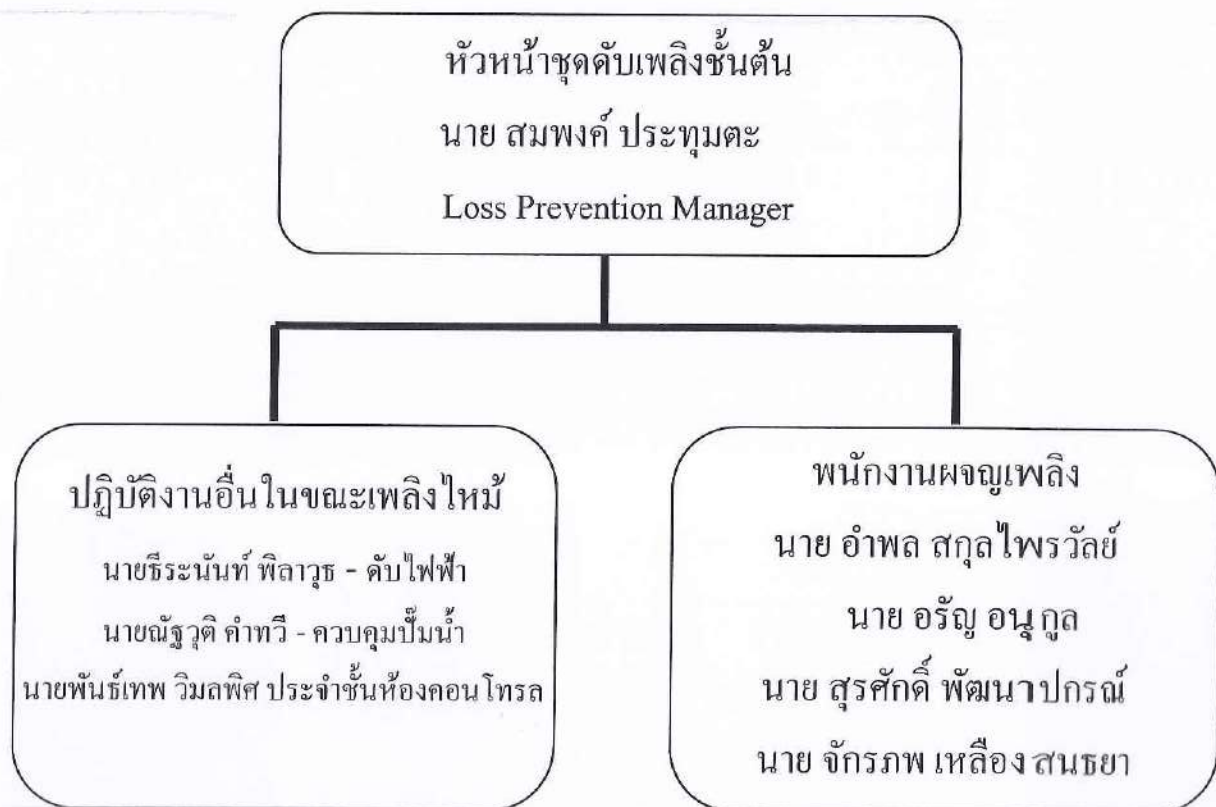 หัวหน้าชุดดับเพลิงชั้นต้น
นาย สมพงค์ ประทุมตะ
Loss Prevention Manager
ปฏิบัติงานอื่นในขณะเพลิงไหม้
นายธีระนันท์ พิลาวุธ - ดับไฟฟ้า
นายณัฐวุติ คำทวี - ควบคุมปั๊มน้ำ
นายพันธ์เทพ วิมลพิศ ประจำชั้นห้องคอนโทรล
พนักงานผจญเพลิง
นาย อำพล สกุลไพรวัลย์
นาย อรัญ อนุกูล
นาย สุรศักดิ์ พัฒนาปกรณ์
นาย จักรภพ เหลืองสนธยา